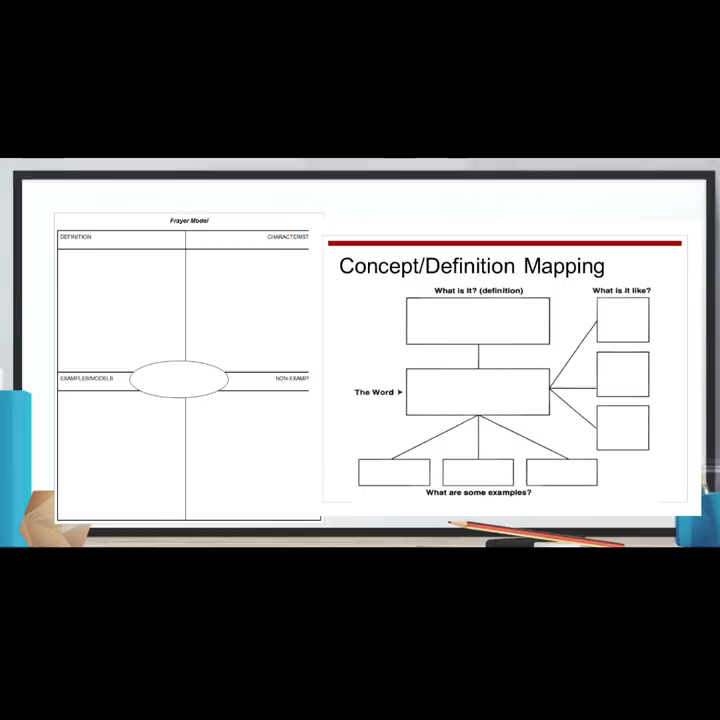 Frayer Model
DEFINITION
CHARACTERIST
EXAMPLES/MODELS
NON-EXAMP
Concept/Definition Mapping
What is it? (definition)
What is it like?
The Word ➤
What are some examples?